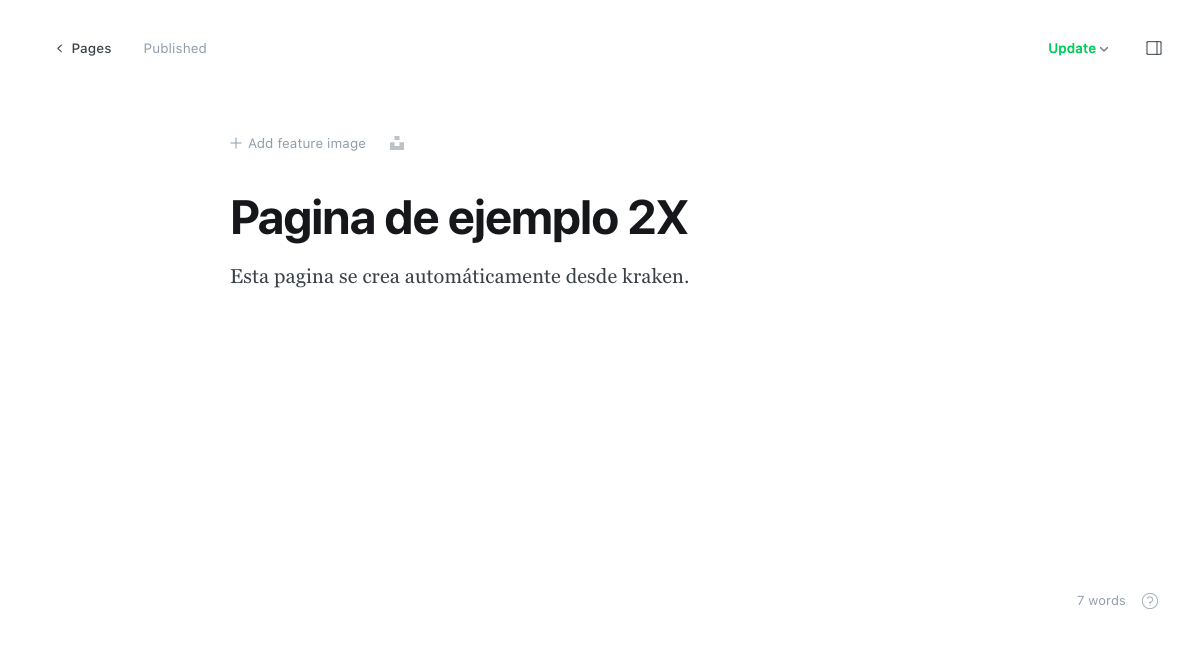 Pages Published Update
Add feature image
Pagina de ejemplo 2X
Esta pagina se crea automáticamente desde kraken.
7 words ?